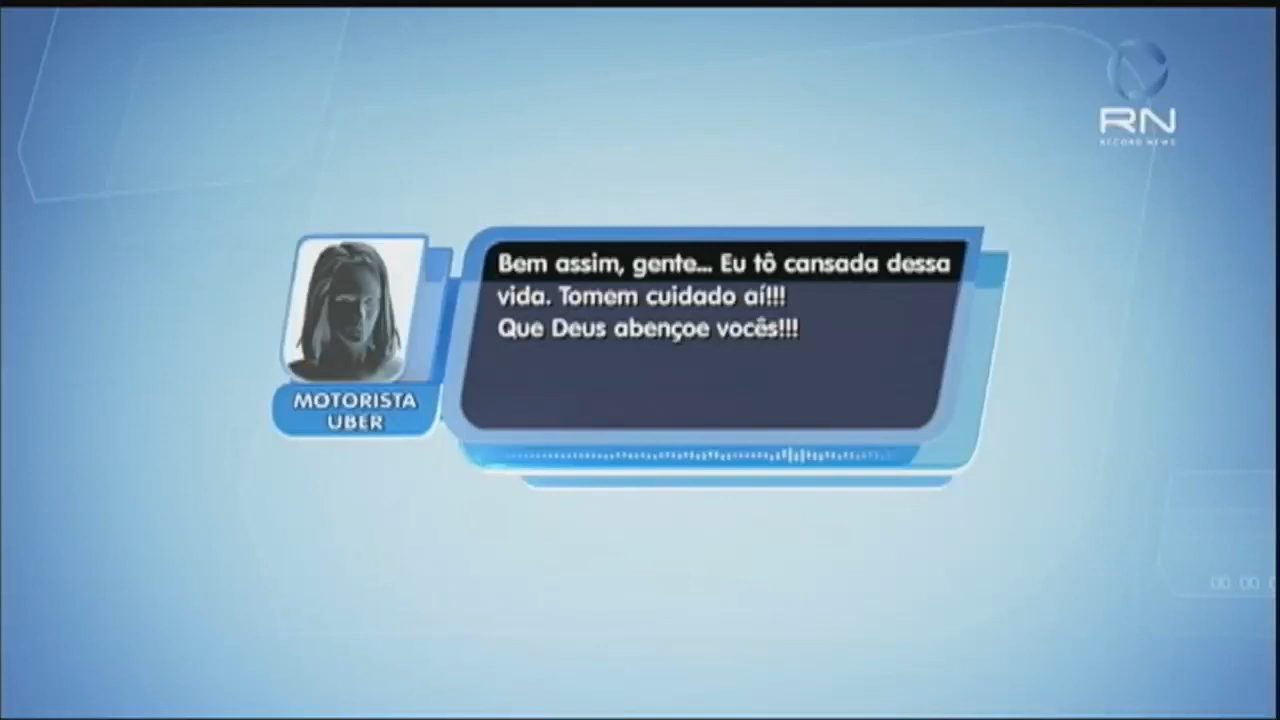 RN
RECORD NEWS
Bem assim, gente... Eu tô cansada dessa
vida. Tomem cuidado aí!!!
Que Deus abençoe vocês!!!
MOTORISTA
UBER
00 00